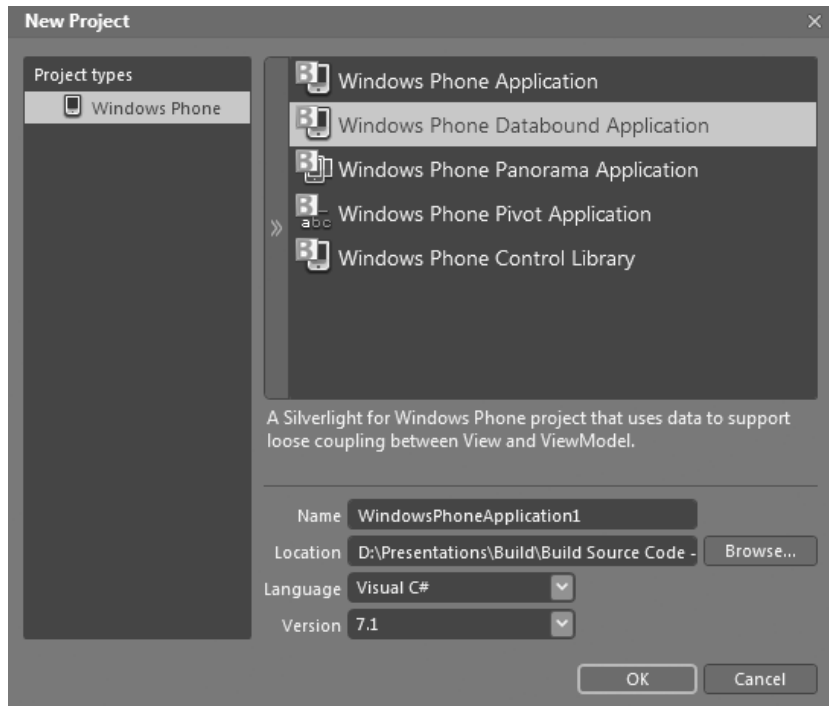 New Project
Project types
Windows Phone
Windows Phone Application
Windows Phone Databound Application
Windows Phone Panorama Application
Windows Phone Pivot Application
Windows Phone Control Library
A Silverlight for Windows Phone project that uses data to support
loose coupling between View and ViewModel.
Name WindowsPhoneApplication1
Location D:\Presentations\Build\Build Source Code - Browse...
Language Visual C#
Version 7.1
OK Cancel